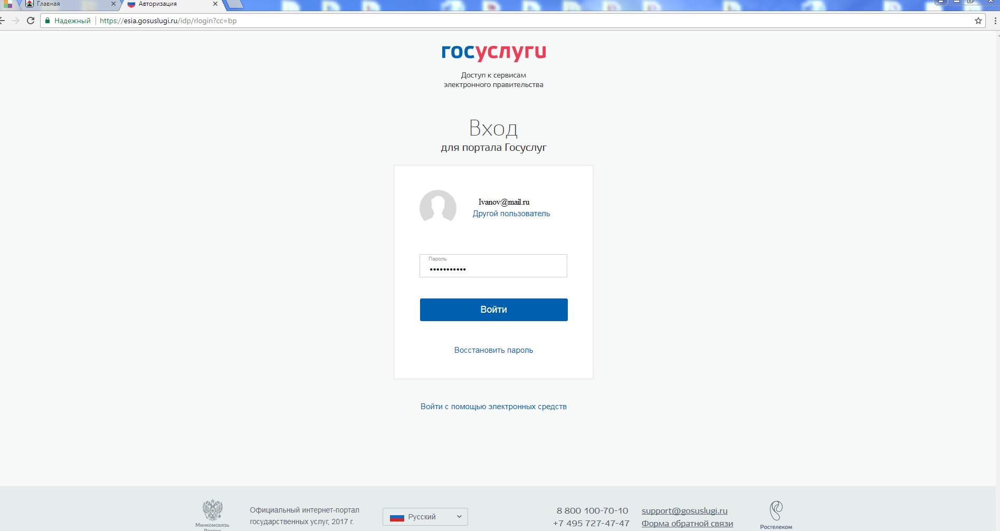 Главная
Авторизация
Надежный
https://esia.gosuslugi.ru/idp/rlogin?cc=bp
госуслуги
Доступ к сервисам
электронного правительства
Вход
для портала Госуслуг
Ivanov@mail.ru
Другой пользователь
Пароль
Войти
Восстановить пароль
Войти с помощью электронных средств
Минкомсвязь
России
Официальный интернет-портал
государственных услуг, 2017 г.
Русский
8 800 100-70-10
+7 495 727-47-47
support@gosuslugi.ru
Форма обратной связи
Ростелеком